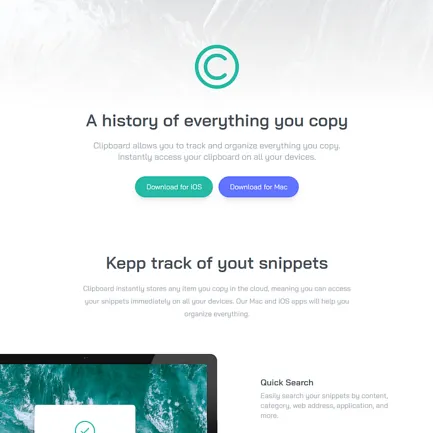 A history of everything you copy
Clipboard allows you to track and organize everything you copy.
Instantly access your clipboard on all your devices.
Download for iOS
Download for Mac
Kepp track of yout snippets
Clipboard instantly stores any item you copy in the cloud, meaning you can access
your snippets immediately on all your devices. Our Mac and iOS apps will help you
organize everything.
Quick Search
Easily search your snippets by content,
category, web address, application, and
more.